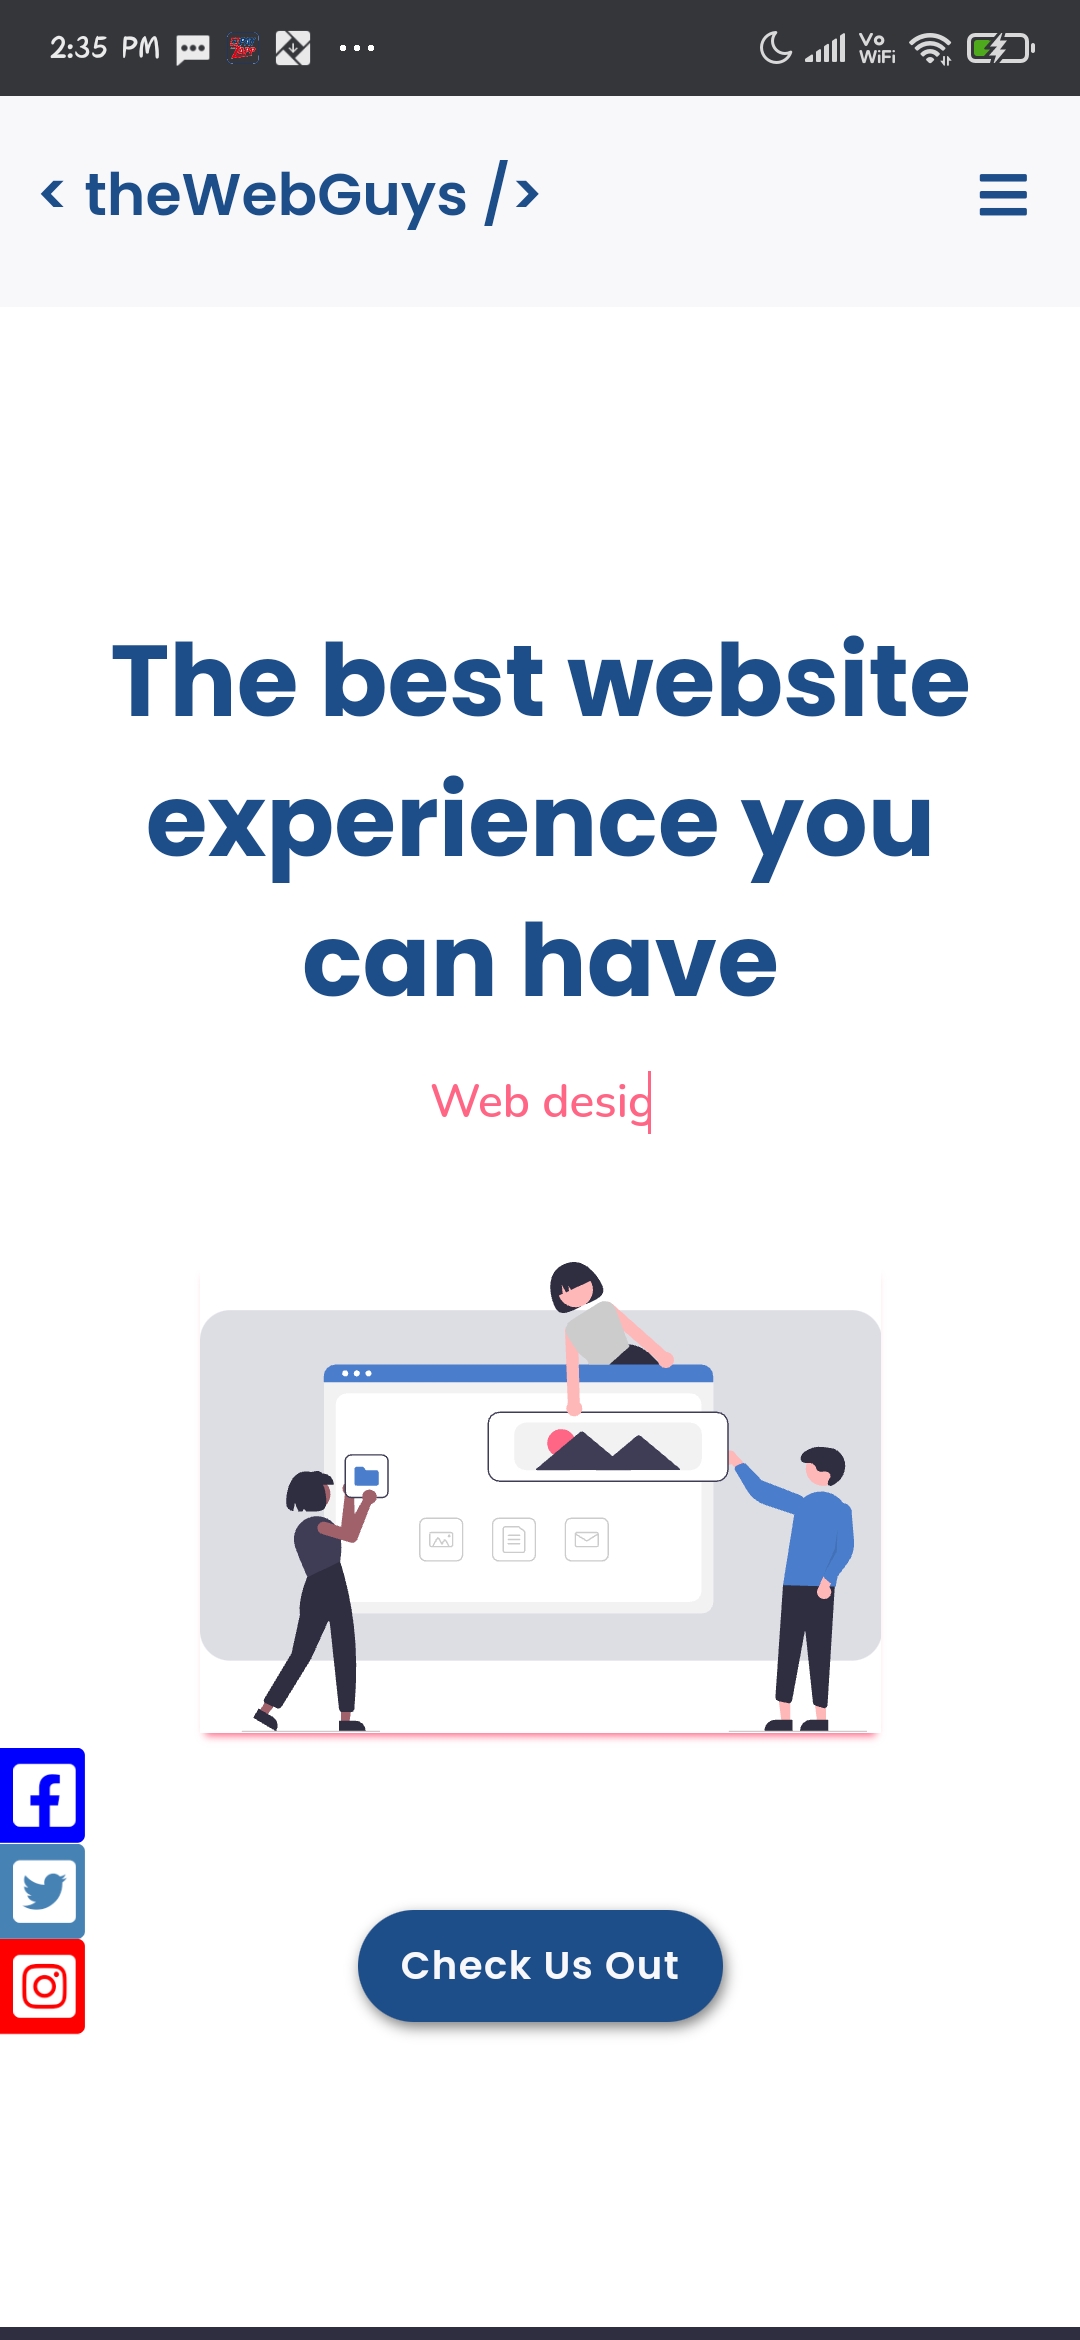 2:35 PM
Vo
WiFi
< theWebGuys />
The best website
experience you
can have
Web desig
Check Us Out